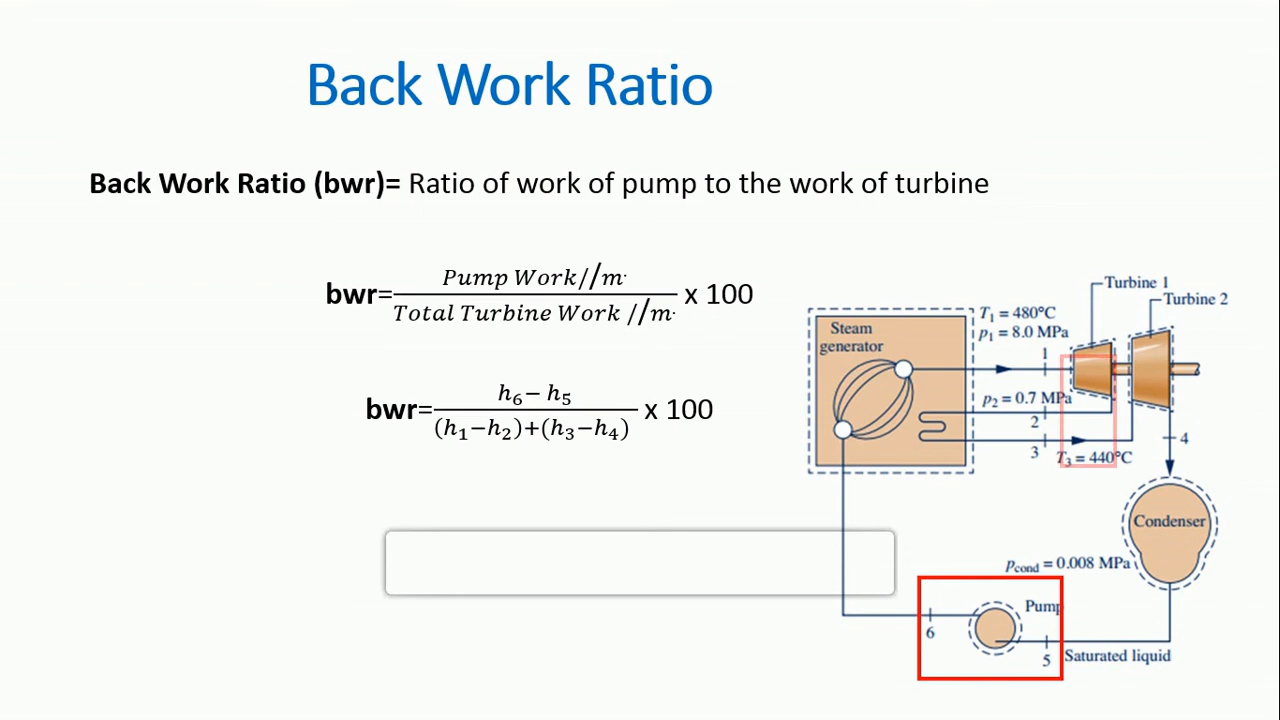 Back Work Ratio
Back Work Ratio (bwr)= Ratio of work of pump to the work of turbine
bwr=
Pump Work//m·
Total Turbine Work //m·
x 100
bwr=
h₆− h₅
(h₁−h₂)+(h₃−h₄)
x 100
Turbine 1
Turbine 2
T₁ = 480°C
p₁ = 8.0 MPa
Steam
generator
1
p₂ = 0.7 MPa
2
3
T₃ = 440°C
4
Condenser
p_cond = 0.008 MPa
Pump
6
5
Saturated liquid